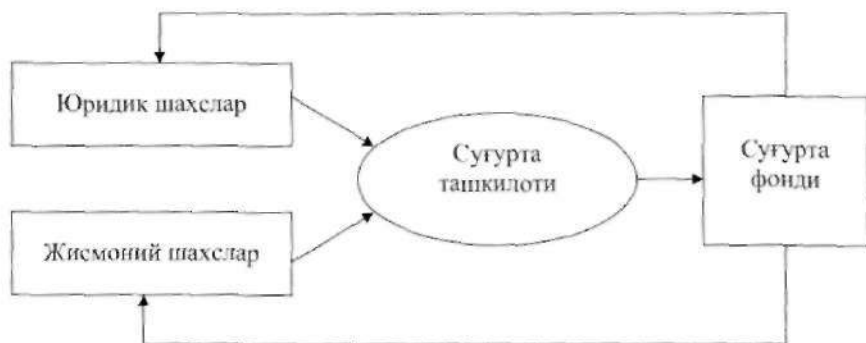 Юридик шахслар
Суғурта
ташкилоти
Суғурта
фонди
Жисмоний шахслар